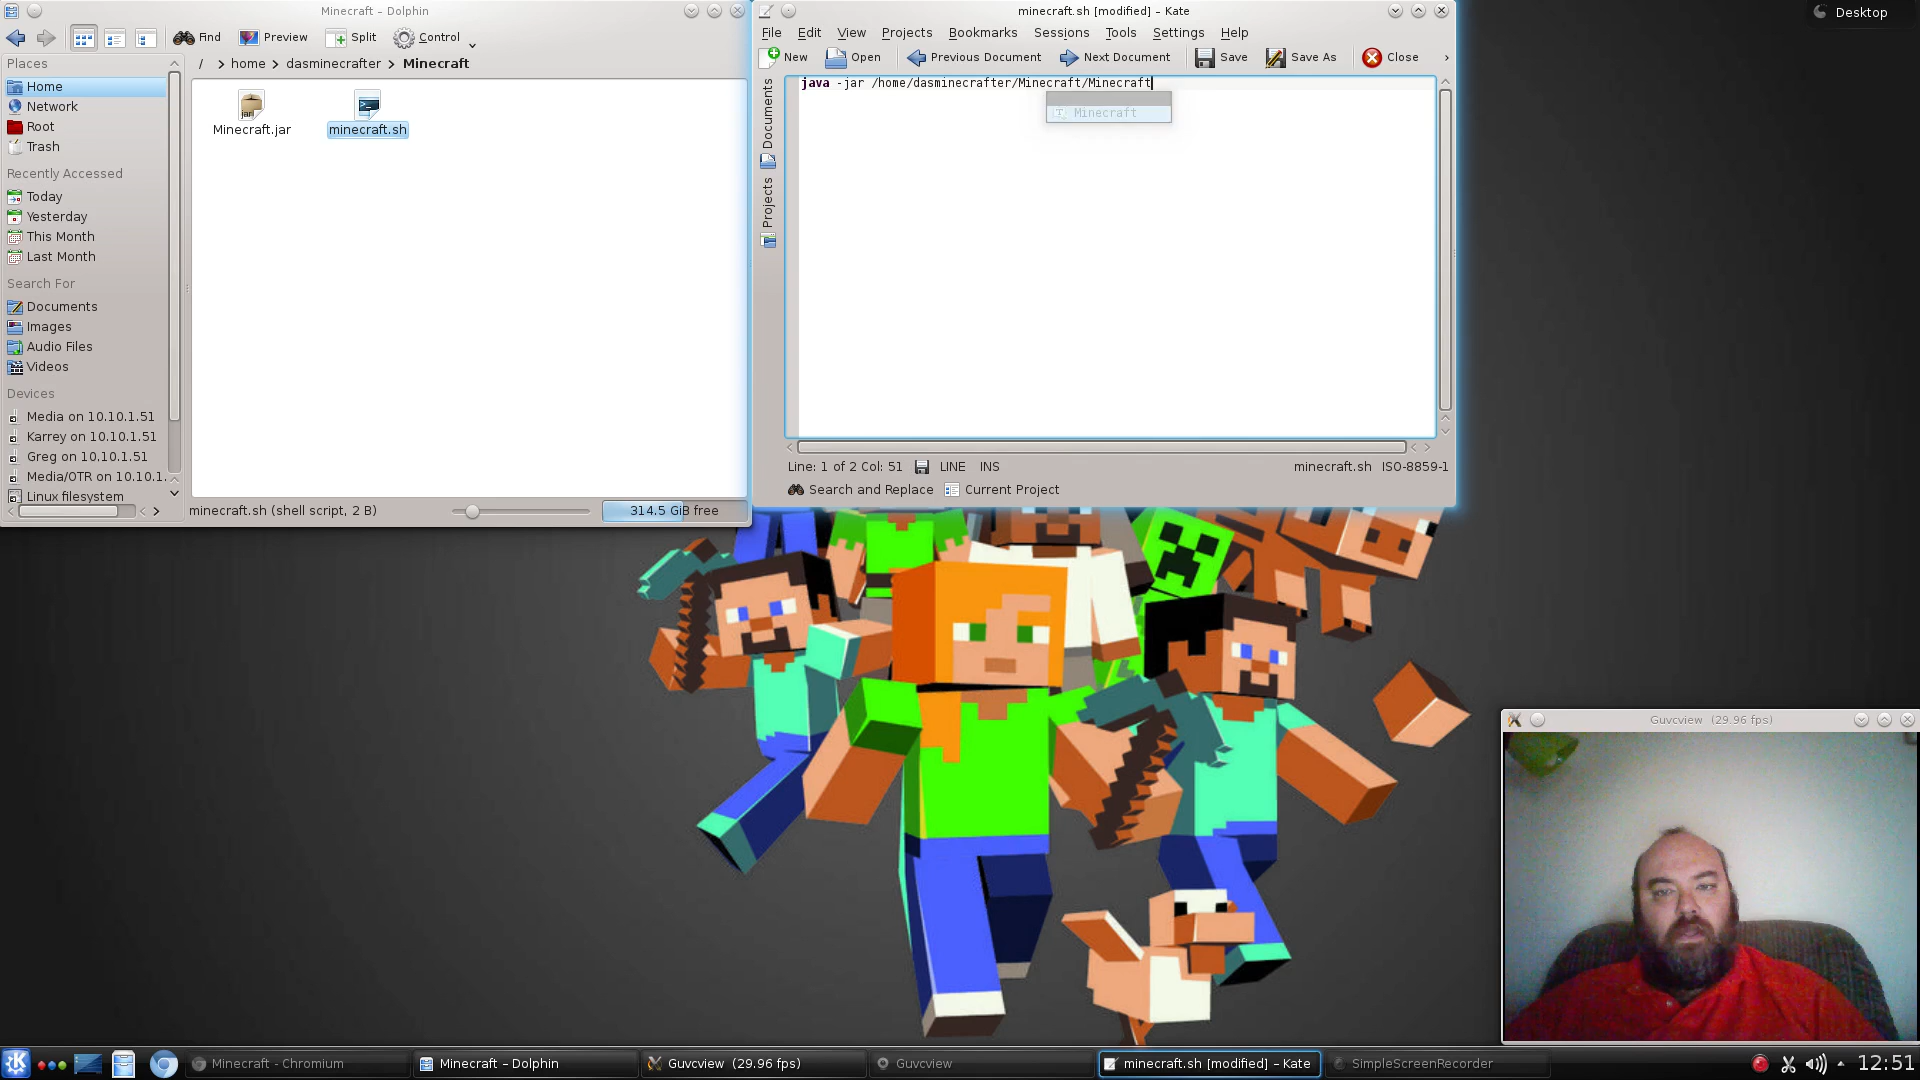 Minecraft – Dolphin
Find
Preview
Split
Control
Places
/ > home > dasminecrafter > Minecraft
Home
Network
Root
Trash
Recently Accessed
Today
Yesterday
This Month
Last Month
Search For
Documents
Images
Audio Files
Videos
Devices
Media on 10.10.1.51
Karrey on 10.10.1.51
Greg on 10.10.1.51
Media/OTR on 10.10.1.
Linux filesystem
Minecraft.jar
minecraft.sh
minecraft.sh (shell script, 2 B)
314.5 GiB free
minecraft.sh [modified] – Kate
File Edit View Projects Bookmarks Sessions Tools Settings Help
New Open Previous Document Next Document Save Save As Close
Documents
Projects
java -jar /home/dasminecrafter/Minecraft/Minecraft
Minecraft
Line: 1 of 2 Col: 51 LINE INS minecraft.sh ISO-8859-1
Search and Replace Current Project
Desktop
Guvcview (29.96 fps)
Minecraft - Chromium
Minecraft – Dolphin
Guvcview (29.96 fps)
Guvcview
minecraft.sh [modified] – Kate
SimpleScreenRecorder
12:51